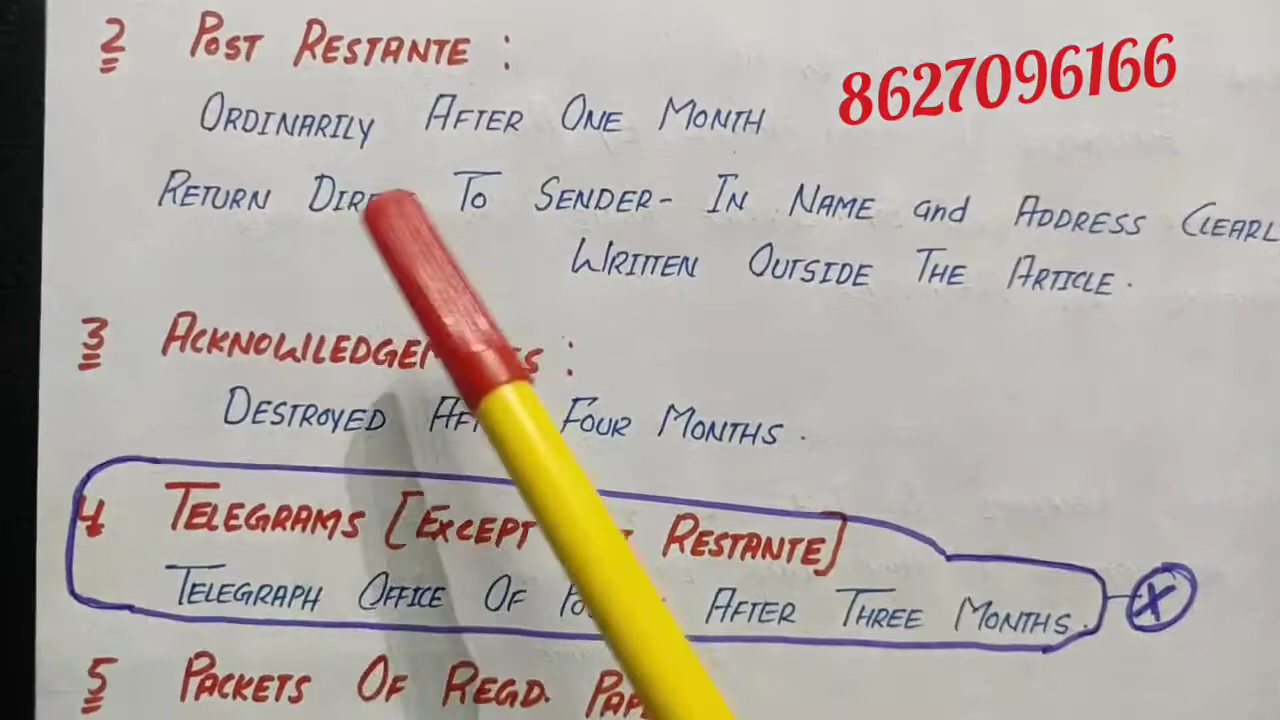 2 POST RESTANTE :
8627096166
ORDINARILY AFTER ONE MONTH
RETURN TO SENDER- IN NAME and ADDRESS
WRITTEN OUTSIDE THE ARTICLE.
3 :
DESTROYED FOUR MONTHS.
4 TELEGRAMS [EXCEPT RESTANTE]
TELEGRAPH OFFICE OF AFTER THREE MONTHS.
X
5 PACKETS OF REGD.